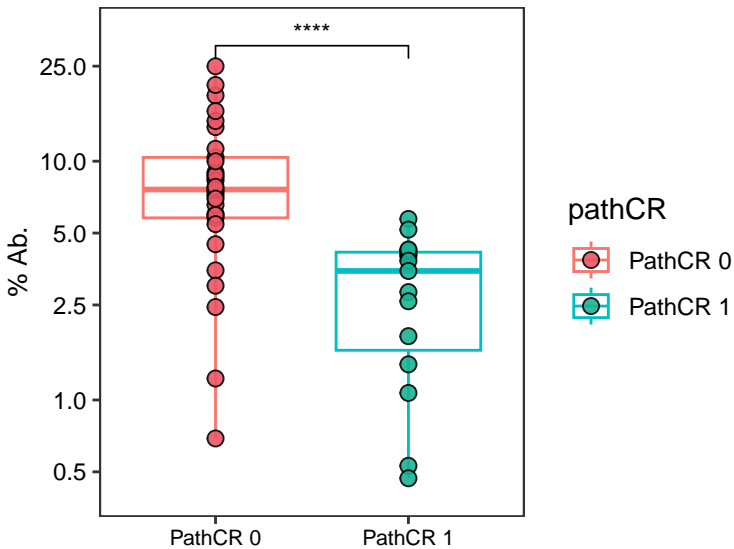 ****
25.0
10.0
5.0
2.5
1.0
0.5
% Ab.
PathCR 0
PathCR 1
pathCR
PathCR 0
PathCR 1